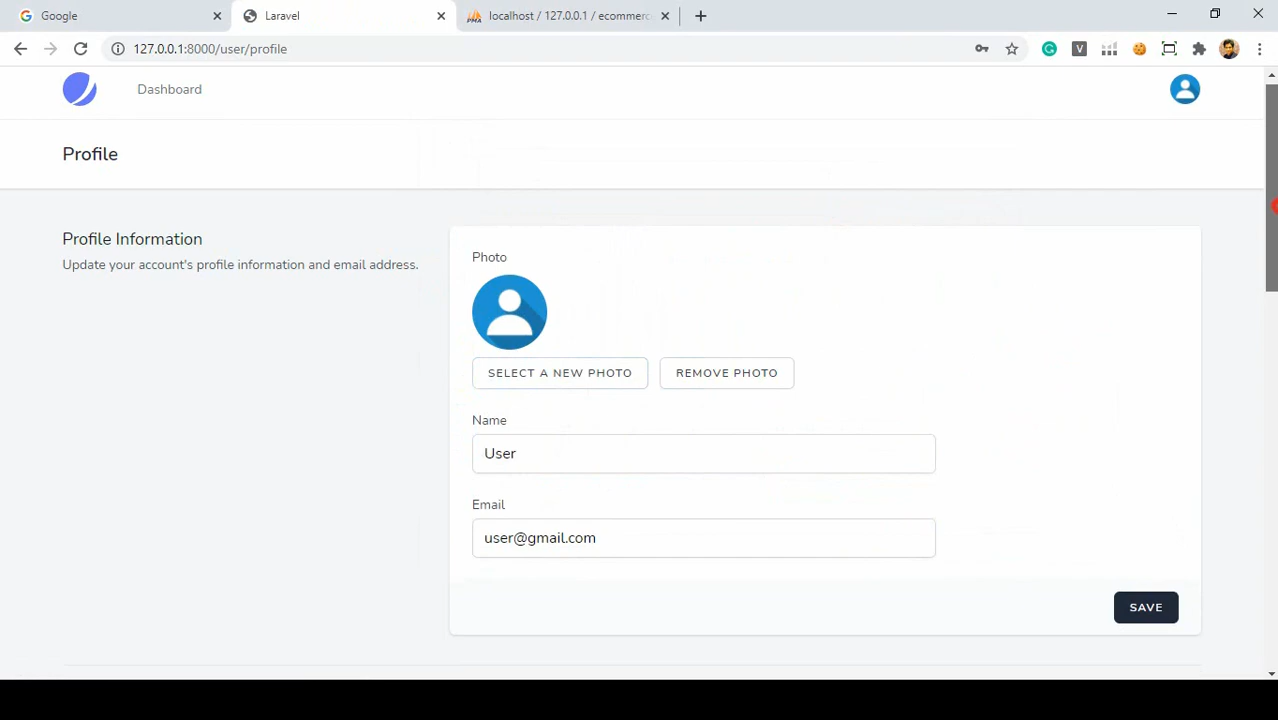 Google
Laravel
localhost / 127.0.0.1 / ecommerc
127.0.0.1:8000/user/profile
Dashboard
Profile
Profile Information
Update your account's profile information and email address.
Photo
SELECT A NEW PHOTO
REMOVE PHOTO
Name
User
Email
user@gmail.com
SAVE